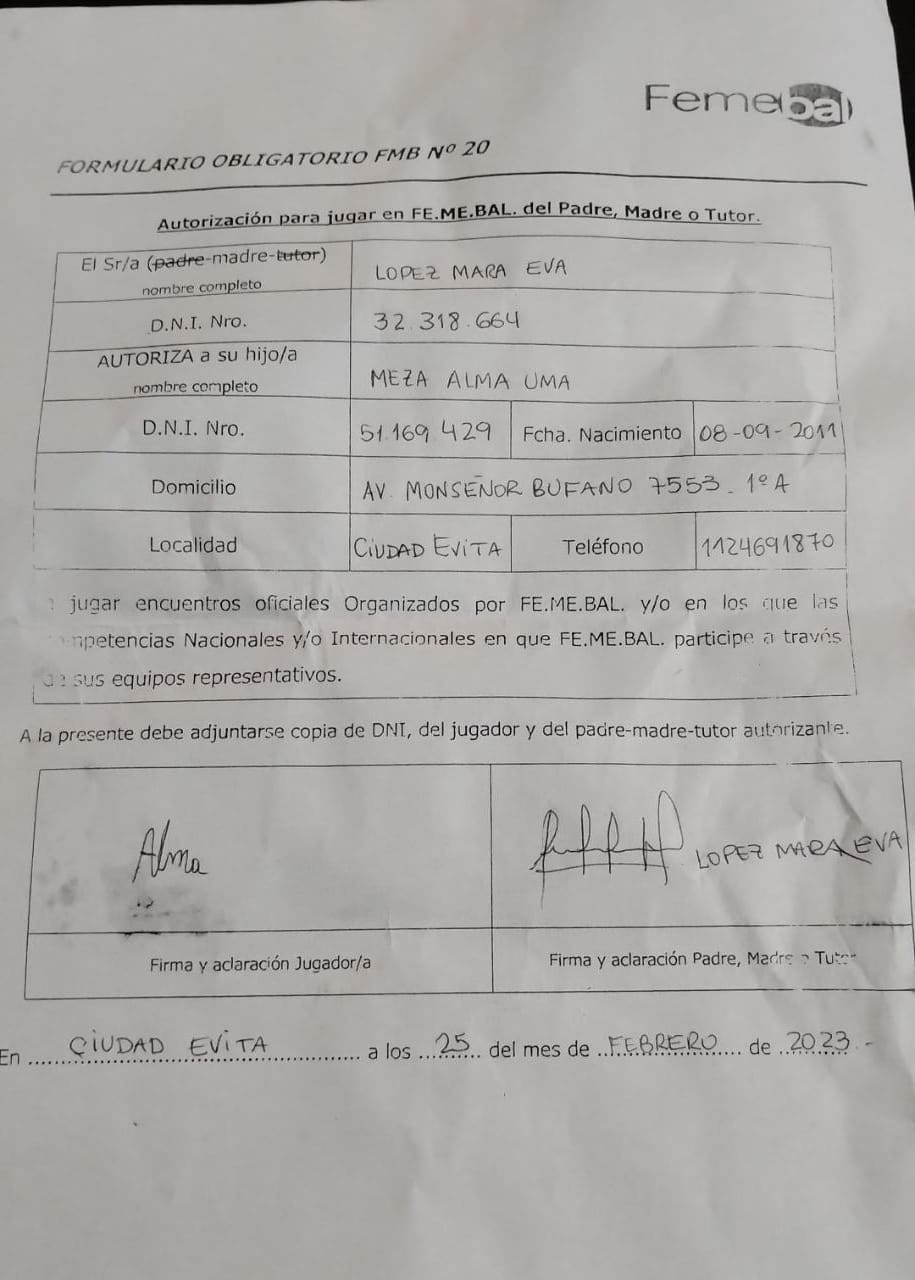 Femebal
FORMULARIO OBLIGATORIO FMB Nº 20
Autorización para jugar en FE.ME.BAL. del Padre, Madre o Tutor.
El Sr/a (padre-madre-tutor)
nombre completo
LOPEZ MARA EVA
D.N.I. Nro.
32.318.664
AUTORIZA a su hijo/a
nombre completo
MEZA ALMA UMA
D.N.I. Nro.
51.169.429
Fcha. Nacimiento
08-09-2011
Domicilio
AV. MONSEÑOR BUFANO 7553. 1º A
Localidad
CIUDAD EVITA
Teléfono
1124691870
a jugar encuentros oficiales Organizados por FE.ME.BAL. y/o en los que las
competencias Nacionales y/o Internacionales en que FE.ME.BAL. participe a través
de sus equipos representativos.
A la presente debe adjuntarse copia de DNI, del jugador y del padre-madre-tutor autorizante.
Alma
LOPEZ MARA EVA
Firma y aclaración Jugador/a
Firma y aclaración Padre, Madre o Tutor
En CIUDAD EVITA a los 25 del mes de FEBRERO de 2023.-